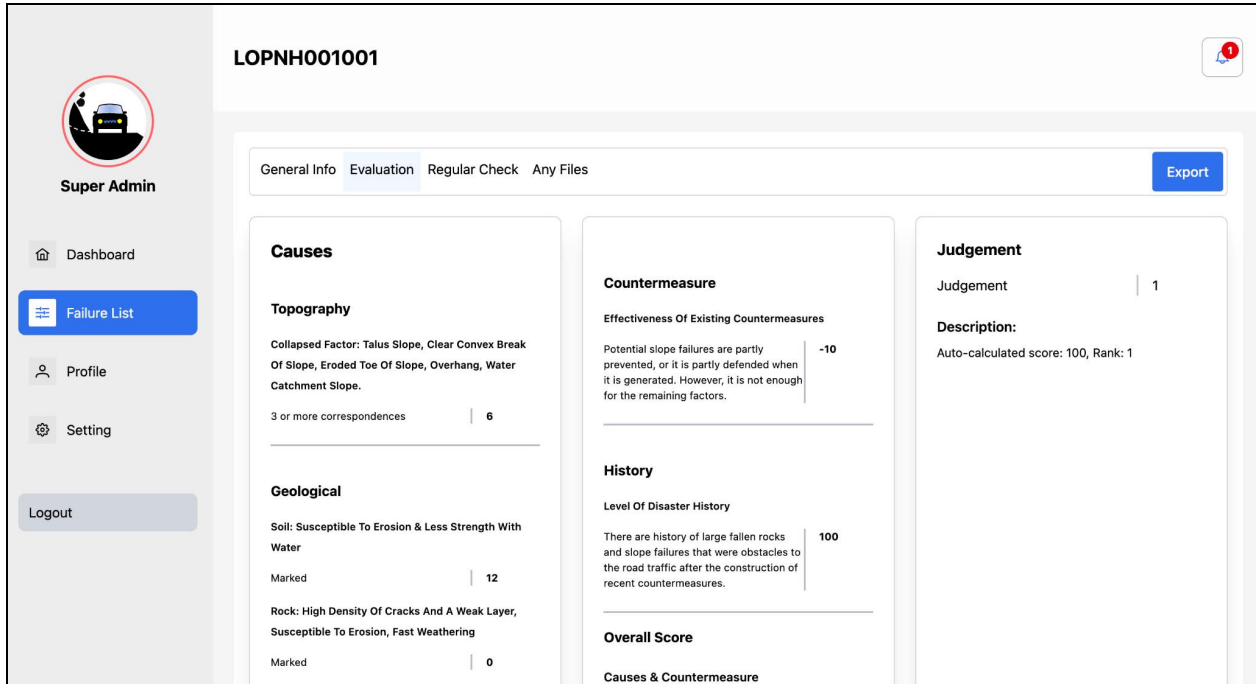 LOPNH001001
1
Super Admin
Dashboard
Failure List
Profile
Setting
Logout
General Info Evaluation Regular Check Any Files
Export
Causes
Topography
Collapsed Factor: Talus Slope, Clear Convex Break
Of Slope, Eroded Toe Of Slope, Overhang, Water
Catchment Slope.
3 or more correspondences 6
Geological
Soil: Susceptible To Erosion & Less Strength With
Water
Marked 12
Rock: High Density Of Cracks And A Weak Layer,
Susceptible To Erosion, Fast Weathering
Marked 0
Countermeasure
Effectiveness Of Existing Countermeasures
Potential slope failures are partly -10
prevented, or it is partly defended when
it is generated. However, it is not enough
for the remaining factors.
History
Level Of Disaster History
There are history of large fallen rocks 100
and slope failures that were obstacles to
the road traffic after the construction of
recent countermeasures.
Overall Score
Causes & Countermeasure
Judgement
Judgement 1
Description:
Auto-calculated score: 100, Rank: 1